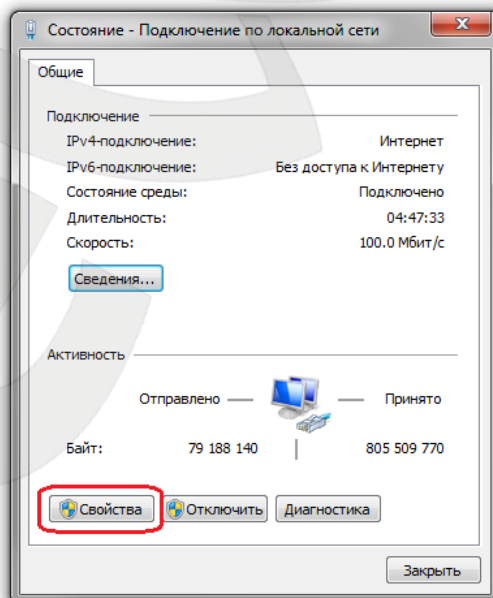 Состояние - Подключение по локальной сети
Общие
Подключение
IPv4-подключение: Интернет
IPv6-подключение: Без доступа к Интернету
Состояние среды: Подключено
Длительность: 04:47:33
Скорость: 100.0 Мбит/с
Сведения...
Активность
Отправлено — — Принято
Байт: 79 188 140 | 805 509 770
Свойства Отключить Диагностика
Закрыть